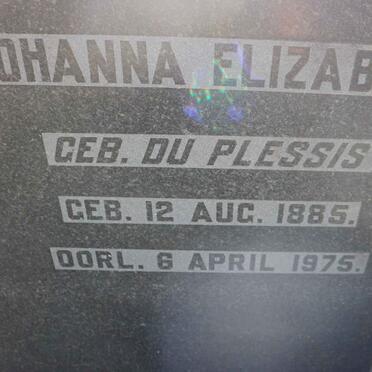 OHANNA ELIZAB
GEB. DU PLESSIS
GEB. 12 AUG. 1885.
OORL. 6 APRIL 1975.